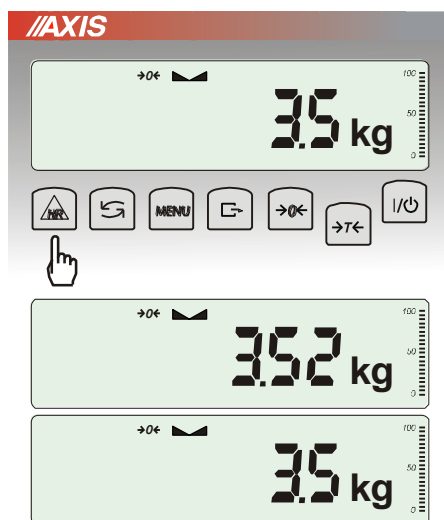 //AXIS
→0←
3.5 kg
100
50
0
HR
MENU
→0←
→T←
I/⏻
→0←
3.52 kg
100
50
0
→0←
3.5 kg
100
50
0